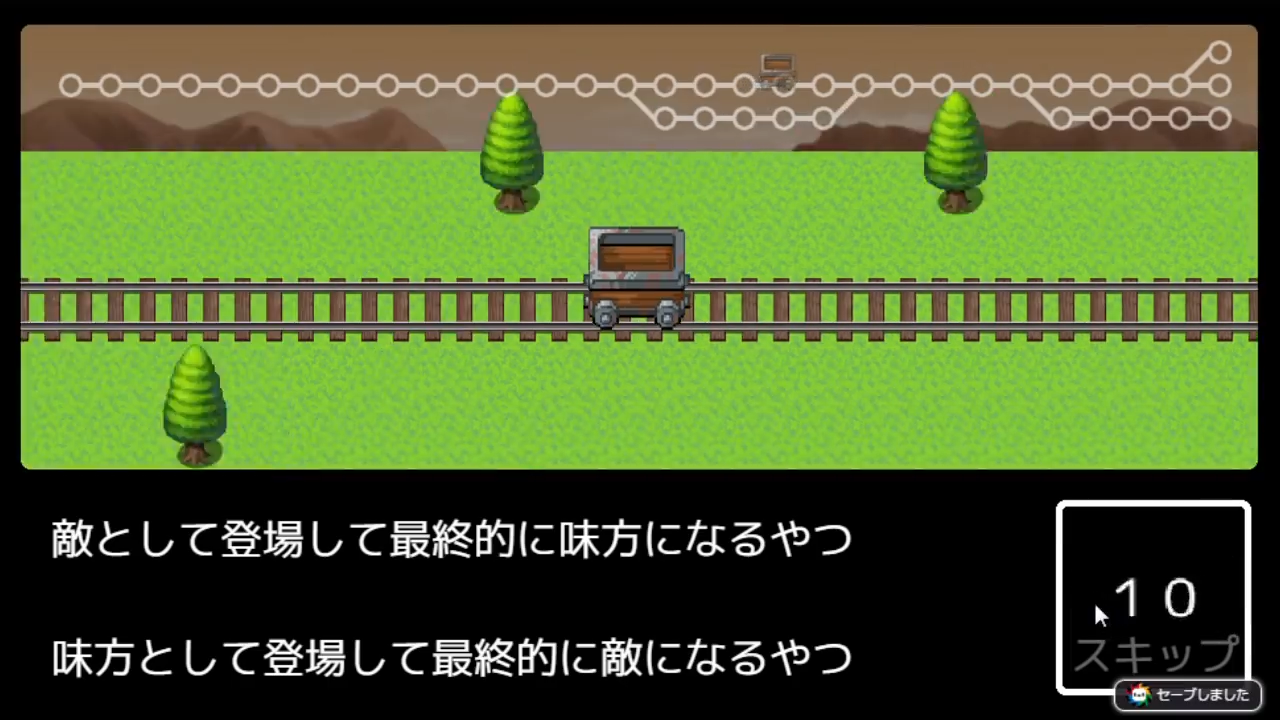 敵として登場して最終的に味方になるやつ
味方として登場して最終的に敵になるやつ
１０
スキップ
セーブしました